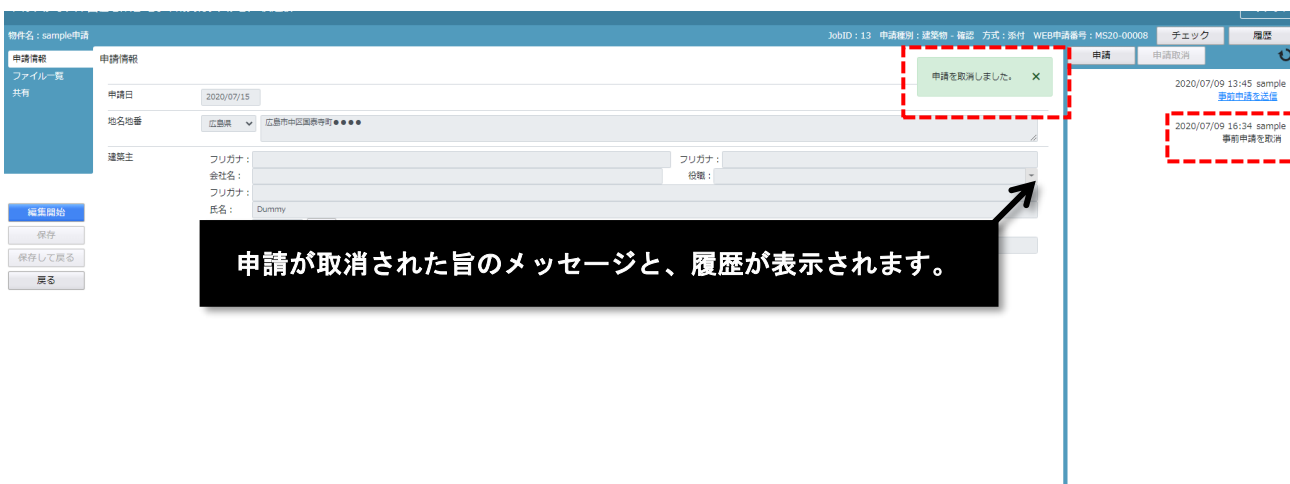 物件名：sample申請
JobID：13 申請種別：建築物 - 確認 方式：添付 WEB申請番号：MS20-00008
チェック
履歴
申請情報
ファイル一覧
共有
編集開始
保存
保存して戻る
戻る
申請情報
申請を取消しました。 ×
申請日 2020/07/15
地名地番 広島県 広島市中区国泰寺町●●●●
建築主 フリガナ： フリガナ：
会社名： 役職：
フリガナ：
氏名： Dummy
申請が取消された旨のメッセージと、履歴が表示されます。
申請 申請取消
2020/07/09 13:45 sample
事前申請を送信
2020/07/09 16:34 sample
事前申請を取消